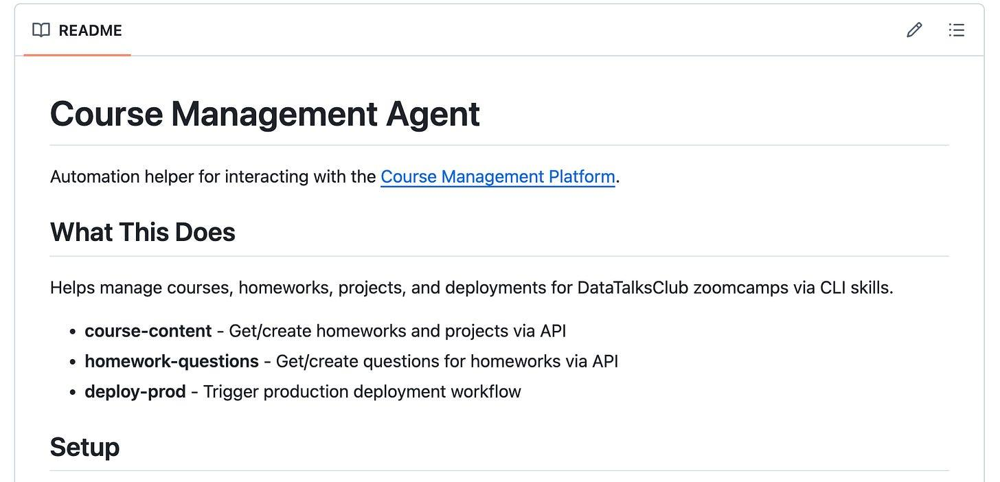 README
Course Management Agent
Automation helper for interacting with the Course Management Platform.
What This Does
Helps manage courses, homeworks, projects, and deployments for DataTalksClub zoomcamps via CLI skills.
• course-content - Get/create homeworks and projects via API
• homework-questions - Get/create questions for homeworks via API
• deploy-prod - Trigger production deployment workflow
Setup